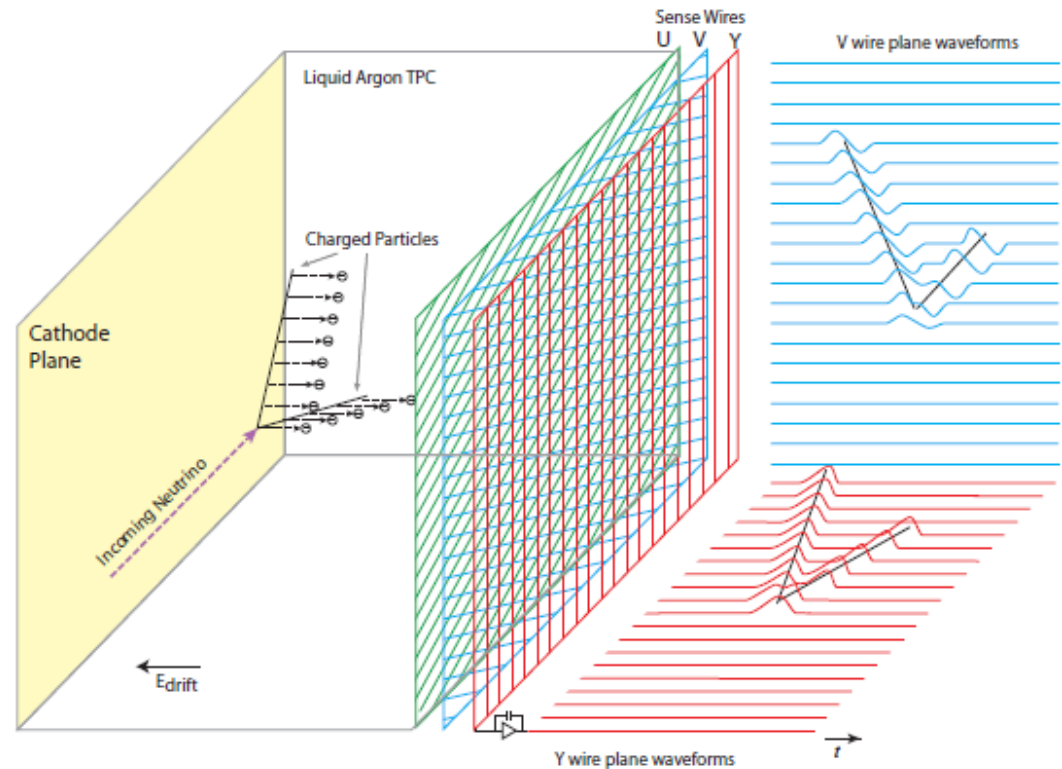 Sense Wires
U V Y
V wire plane waveforms
Liquid Argon TPC
Charged Particles
Cathode
Plane
Incoming Neutrino
Edrift
t
Y wire plane waveforms